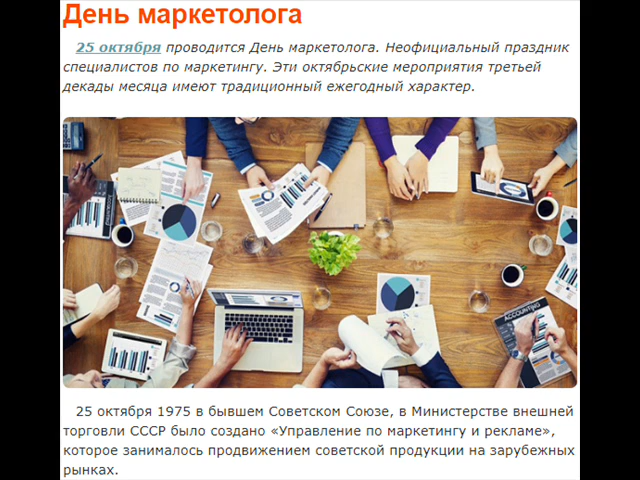 День маркетолога
25 октября проводится День маркетолога. Неофициальный праздник
специалистов по маркетингу. Эти октябрьские мероприятия третьей
декады месяца имеют традиционный ежегодный характер.
ACCOUNTING
25 октября 1975 в бывшем Советском Союзе, в Министерстве внешней
торговли СССР было создано «Управление по маркетингу и рекламе»,
которое занималось продвижением советской продукции на зарубежных
рынках.